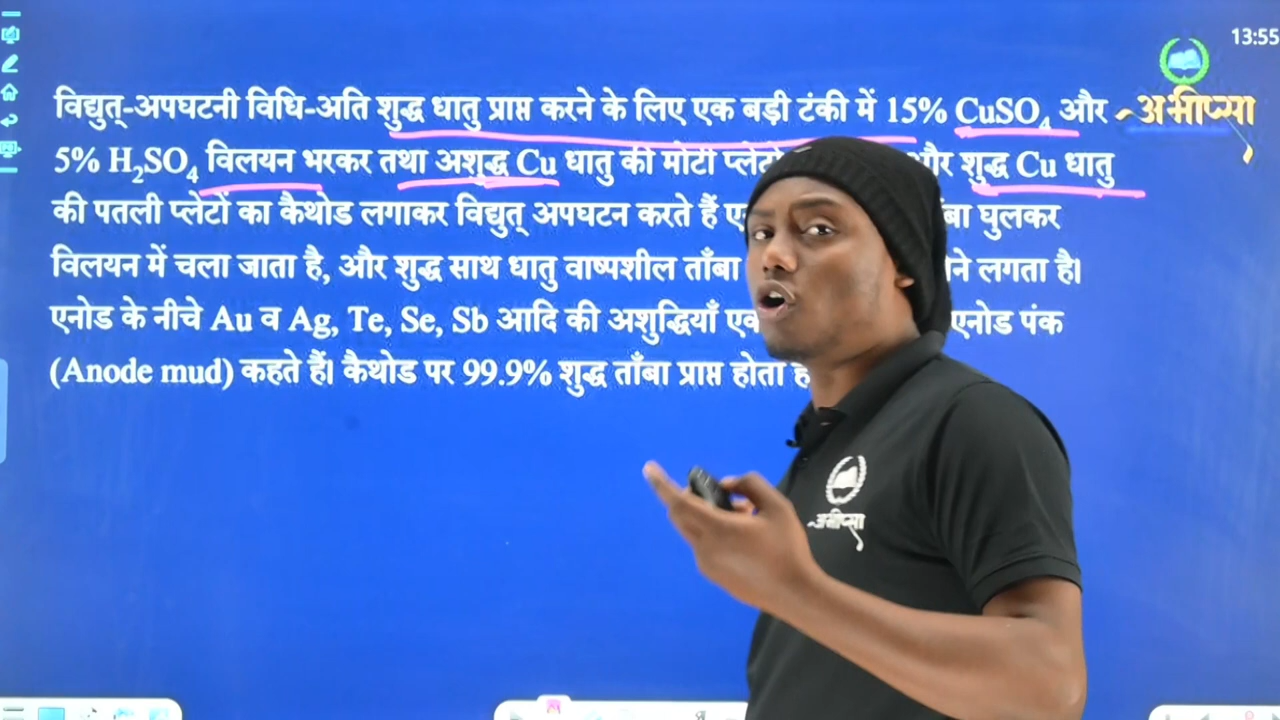 13:55
विद्युत्-अपघटनी विधि-अति शुद्ध धातु प्राप्त करने के लिए एक बड़ी टंकी में 15% CuSO₄ और
अभीप्सा
5% H₂SO₄ विलयन भरकर तथा अशुद्ध Cu धातु की मोटी और शुद्ध Cu धातु
की पतली प्लेटों का कैथोड लगाकर विद्युत् अपघटन करते हैं घुलकर
विलयन में चला जाता है, और शुद्ध साथ धातु वाष्पशील ताँबा लगता है।
एनोड के नीचे Au व Ag, Te, Se, Sb आदि की अशुद्धियाँ एनोड पंक
(Anode mud) कहते हैं। कैथोड पर 99.9% शुद्ध ताँबा प्राप्त होता
अभीप्सा